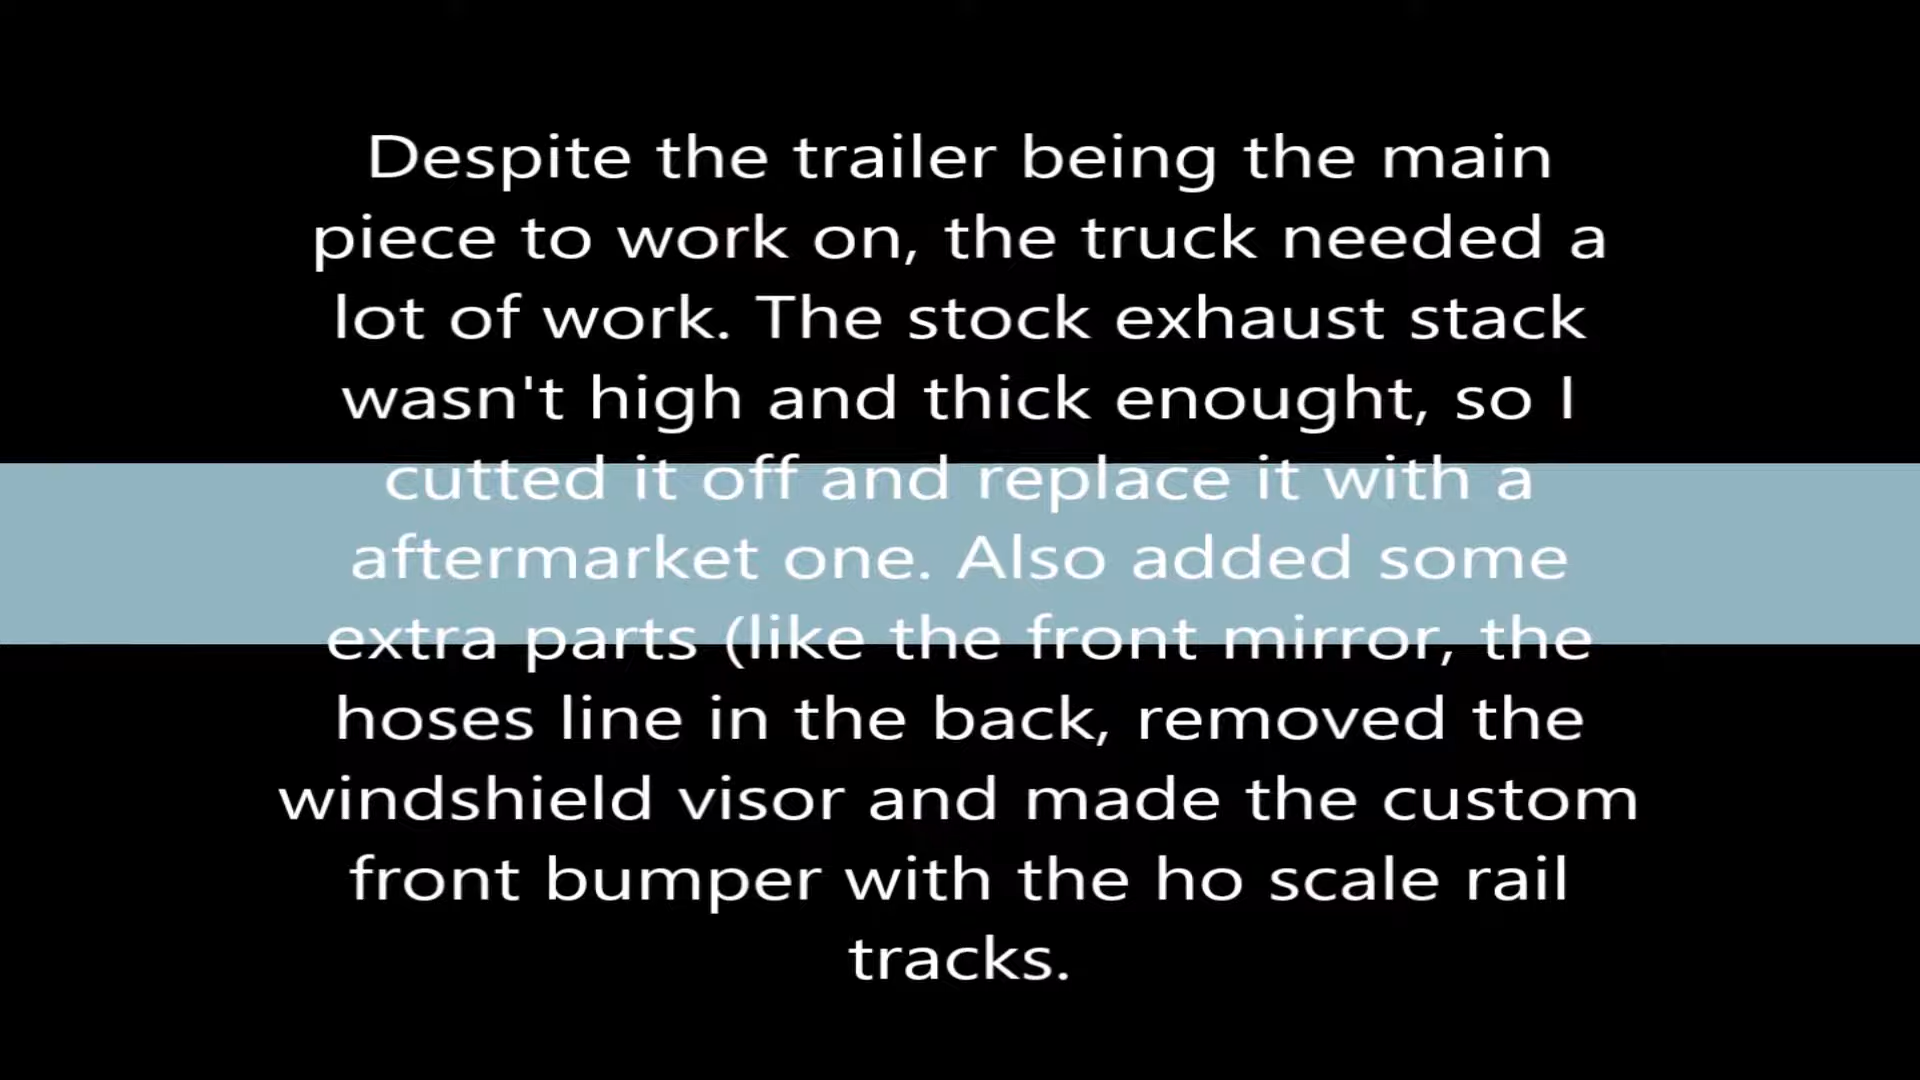 Despite the trailer being the main
piece to work on, the truck needed a
lot of work. The stock exhaust stack
wasn't high and thick enought, so I
cutted it off and replace it with a
aftermarket one. Also added some
extra parts (like the front mirror, the
hoses line in the back, removed the
windshield visor and made the custom
front bumper with the ho scale rail
tracks.